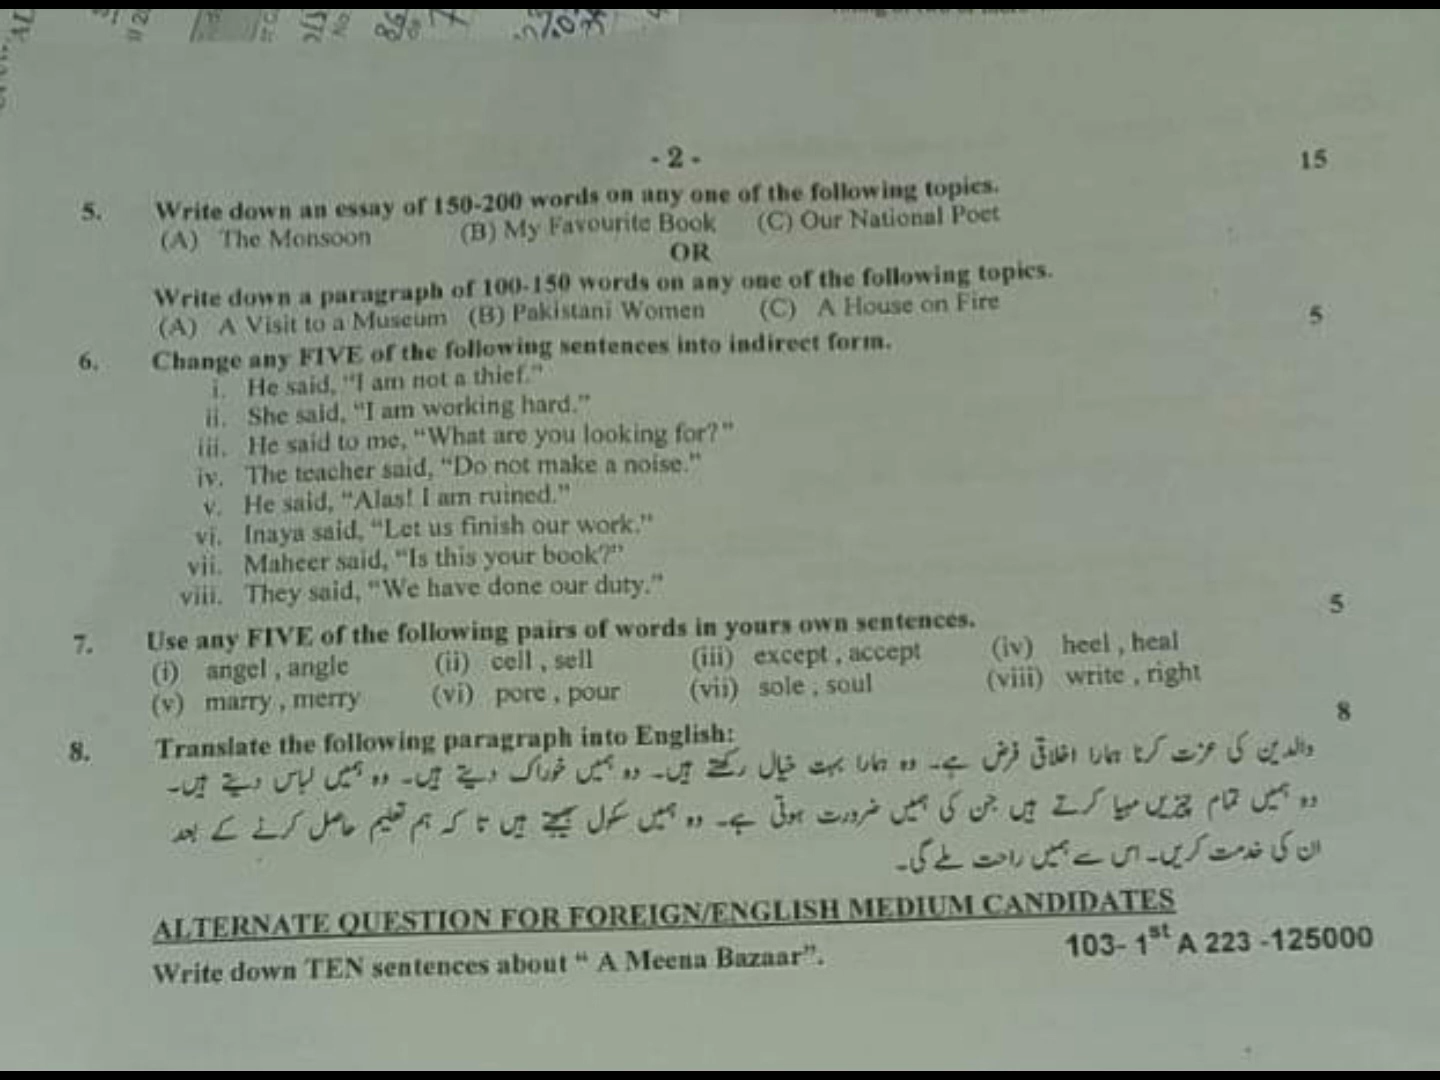 - 2 -
15
5. Write down an essay of 150-200 words on any one of the following topics.
(A) The Monsoon (B) My Favourite Book (C) Our National Poet
OR
Write down a paragraph of 100-150 words on any one of the following topics.
(A) A Visit to a Museum (B) Pakistani Women (C) A House on Fire
6. Change any FIVE of the following sentences into indirect form. 5
i. He said, "I am not a thief."
ii. She said, "I am working hard."
iii. He said to me, "What are you looking for?"
iv. The teacher said, "Do not make a noise."
v. He said, "Alas! I am ruined."
vi. Inaya said, "Let us finish our work."
vii. Maheer said, "Is this your book?"
viii. They said, "We have done our duty."
7. Use any FIVE of the following pairs of words in yours own sentences. 5
(i) angel , angle (ii) cell , sell (iii) except , accept (iv) heel , heal
(v) marry , merry (vi) pore , pour (vii) sole , soul (viii) write , right
8. Translate the following paragraph into English: 8
والدین کی عزت کرنا ہمارا اخلاقی فرض ہے۔ وہ ہمارا بہت خیال رکھتے ہیں۔ وہ ہمیں خوراک دیتے ہیں۔ وہ ہمیں لباس دیتے ہیں۔
وہ ہمیں تمام چیزیں مہیا کرتے ہیں جن کی ہمیں ضرورت ہوتی ہے۔ وہ ہمیں سکول بھیجتے ہیں تا کہ ہم تعلیم حاصل کرنے کے بعد
ان کی خدمت کریں۔ اس سے ہمیں راحت ملے گی۔
ALTERNATE QUESTION FOR FOREIGN/ENGLISH MEDIUM CANDIDATES
Write down TEN sentences about " A Meena Bazaar".
103- 1st A 223 -125000